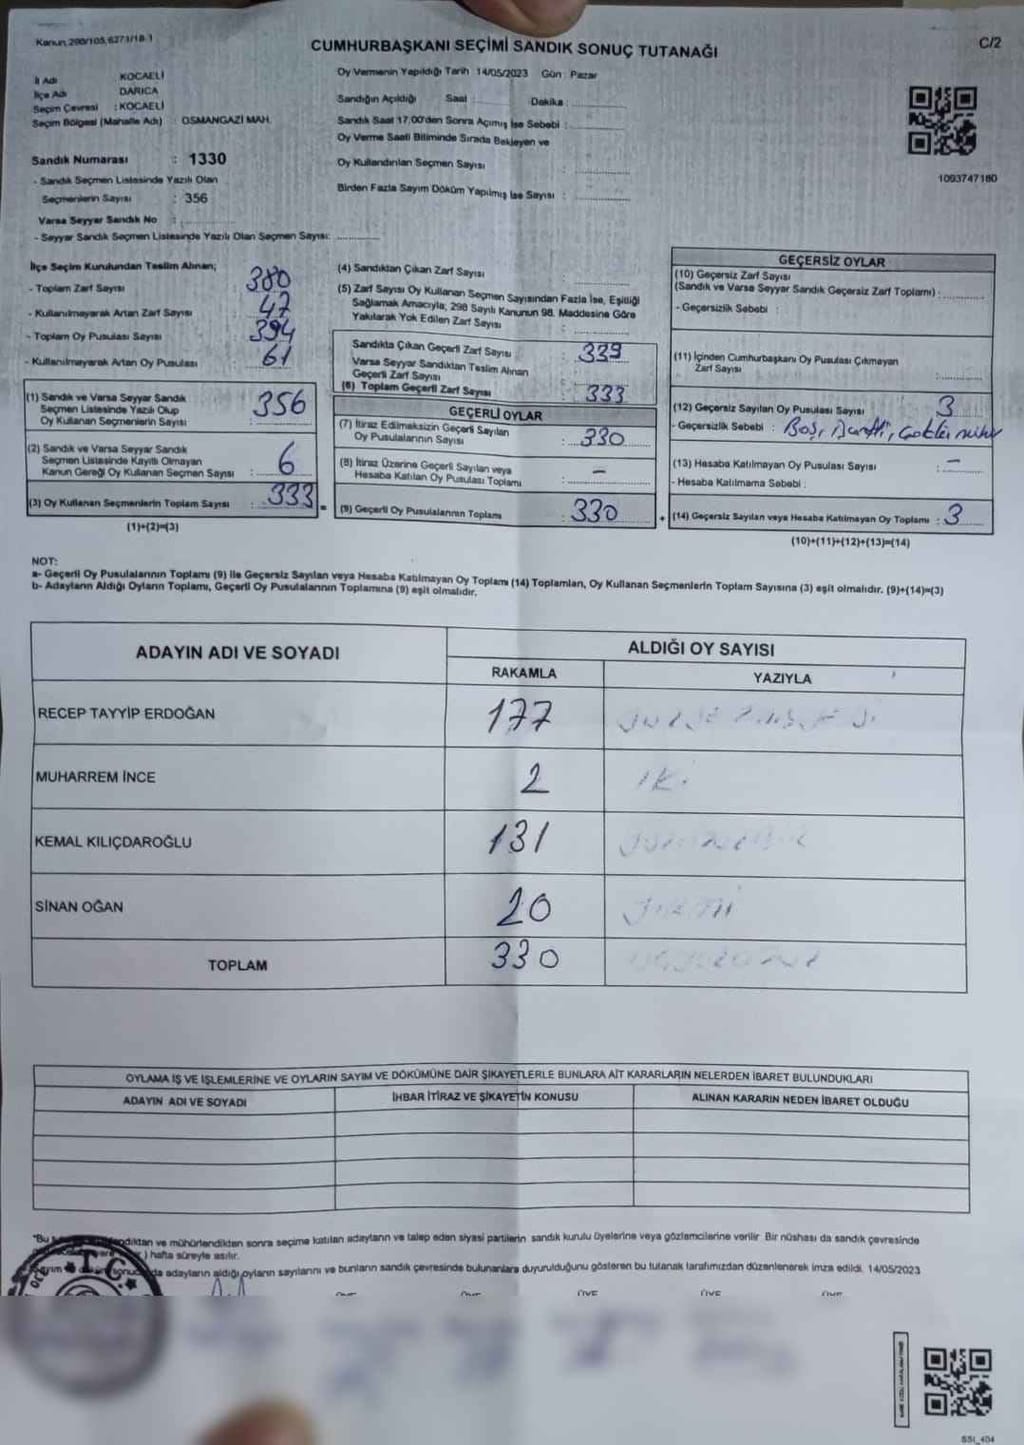 Kanun 298/105,6271/18-1
CUMHURBAŞKANI SEÇİMİ SANDIK SONUÇ TUTANAĞI
C/2
İl Adı KOCAELİ
İlçe Adı DARICA
Seçim Çevresi : KOCAELİ
Seçim Bölgesi (Mahalle Adı) : OSMANGAZİ MAH.
Sandık Numarası : 1330
- Sandık Seçmen Listesinde Yazılı Olan
Seçmenlerin Sayısı : 356
Varsa Seyyar Sandık No :
- Seyyar Sandık Seçmen Listesinde Yazılı Olan Seçmen Sayısı:
Oy Vermenin Yapıldığı Tarih 14/05/2023 Gün : Pazar
Sandığın Açıldığı Saat : Dakika :
Sandık Saat 17.00'den Sonra Açılmış İse Sebebi :
Oy Verme Saati Bitiminde Sırada Bekleyen ve
Oy Kullandırılan Seçmen Sayısı :
Birden Fazla Sayım Döküm Yapılmış İse Sayısı :
1093747180
İlçe Seçim Kurulundan Teslim Alınan;
- Toplam Zarf Sayısı : 380
- Kullanılmayarak Artan Zarf Sayısı : 47
- Toplam Oy Pusulası Sayısı : 394
- Kullanılmayarak Artan Oy Pusulası : 61
(1) Sandık ve Varsa Seyyar Sandık
Seçmen Listesinde Yazılı Olup
Oy Kullanan Seçmenlerin Sayısı : 356
(2) Sandık ve Varsa Seyyar Sandık
Seçmen Listesinde Kayıtlı Olmayan
Kanun Gereği Oy Kullanan Seçmen Sayısı : 6
(3) Oy Kullanan Seçmenlerin Toplam Sayısı : 333 =
(1)+(2)=(3)
(4) Sandıktan Çıkan Zarf Sayısı :
(5) Zarf Sayısı Oy Kullanan Seçmen Sayısından Fazla İse, Eşitliği
Sağlamak Amacıyla; 298 Sayılı Kanunun 98. Maddesine Göre
Yakılarak Yok Edilen Zarf Sayısı :
Sandıkta Çıkan Geçerli Zarf Sayısı : 333
Varsa Seyyar Sandıktan Teslim Alınan
Geçerli Zarf Sayısı :
(6) Toplam Geçerli Zarf Sayısı : 333
GEÇERLİ OYLAR
(7) İtiraz Edilmeksizin Geçerli Sayılan
Oy Pusulalarının Sayısı : 330
(8) İtiraz Üzerine Geçerli Sayılan veya
Hesaba Katılan Oy Pusulası Toplamı : -
(9) Geçerli Oy Pusulalarının Toplamı : 330 +
GEÇERSİZ OYLAR
(10) Geçersiz Zarf Sayısı
(Sandık ve Varsa Seyyar Sandık Geçersiz Zarf Toplamı) :
- Geçersizlik Sebebi :
(11) İçinden Cumhurbaşkanı Oy Pusulası Çıkmayan
Zarf Sayısı :
(12) Geçersiz Sayılan Oy Pusulası Sayısı : 3
- Geçersizlik Sebebi : Boş,
(13) Hesaba Katılmayan Oy Pusulası Sayısı : -
- Hesaba Katılmama Sebebi :
(14) Geçersiz Sayılan veya Hesaba Katılmayan Oy Toplamı : 3
(10)+(11)+(12)+(13)=(14)
NOT:
a- Geçerli Oy Pusulalarının Toplamı (9) ile Geçersiz Sayılan veya Hesaba Katılmayan Oy Toplamı (14) Toplamları, Oy Kullanan Seçmenlerin Toplam Sayısına (3) eşit olmalıdır. (9)+(14)=(3)
b- Adayların Aldığı Oyların Toplamı, Geçerli Oy Pusulalarının Toplamına (9) eşit olmalıdır.
ADAYIN ADI VE SOYADI ALDIĞI OY SAYISI
RAKAMLA YAZIYLA
RECEP TAYYİP ERDOĞAN 177
MUHARREM İNCE 2 iki
KEMAL KILIÇDAROĞLU 131
SİNAN OĞAN 20
TOPLAM 330
OYLAMA İŞ VE İŞLEMLERİNE VE OYLARIN SAYIM VE DÖKÜMÜNE DAİR ŞİKAYETLERLE BUNLARA AİT KARARLARIN NELERDEN İBARET BULUNDUKLARI
ADAYIN ADI VE SOYADI İHBAR İTİRAZ VE ŞİKAYETİN KONUSU ALINAN KARARIN NEDEN İBARET OLDUĞU
"Bu ve mühürlendikten sonra seçime katılan adayların ve talep eden siyasi partilerin sandık kurulu üyelerine veya gözlemcilerine verilir Bir nüshası da sandık çevresinde
) hafta süreyle asılır.
adayların aldığı oyların sayılarını ve bunların sandık çevresinde bulunanlara duyurulduğunu gösteren bu tutanak tarafımızdan düzenlenerek imza edildi. 14/05/2023
T.C.
ÜYE ÜYE ÜYE ÜYE ÜYE
SSİ_404